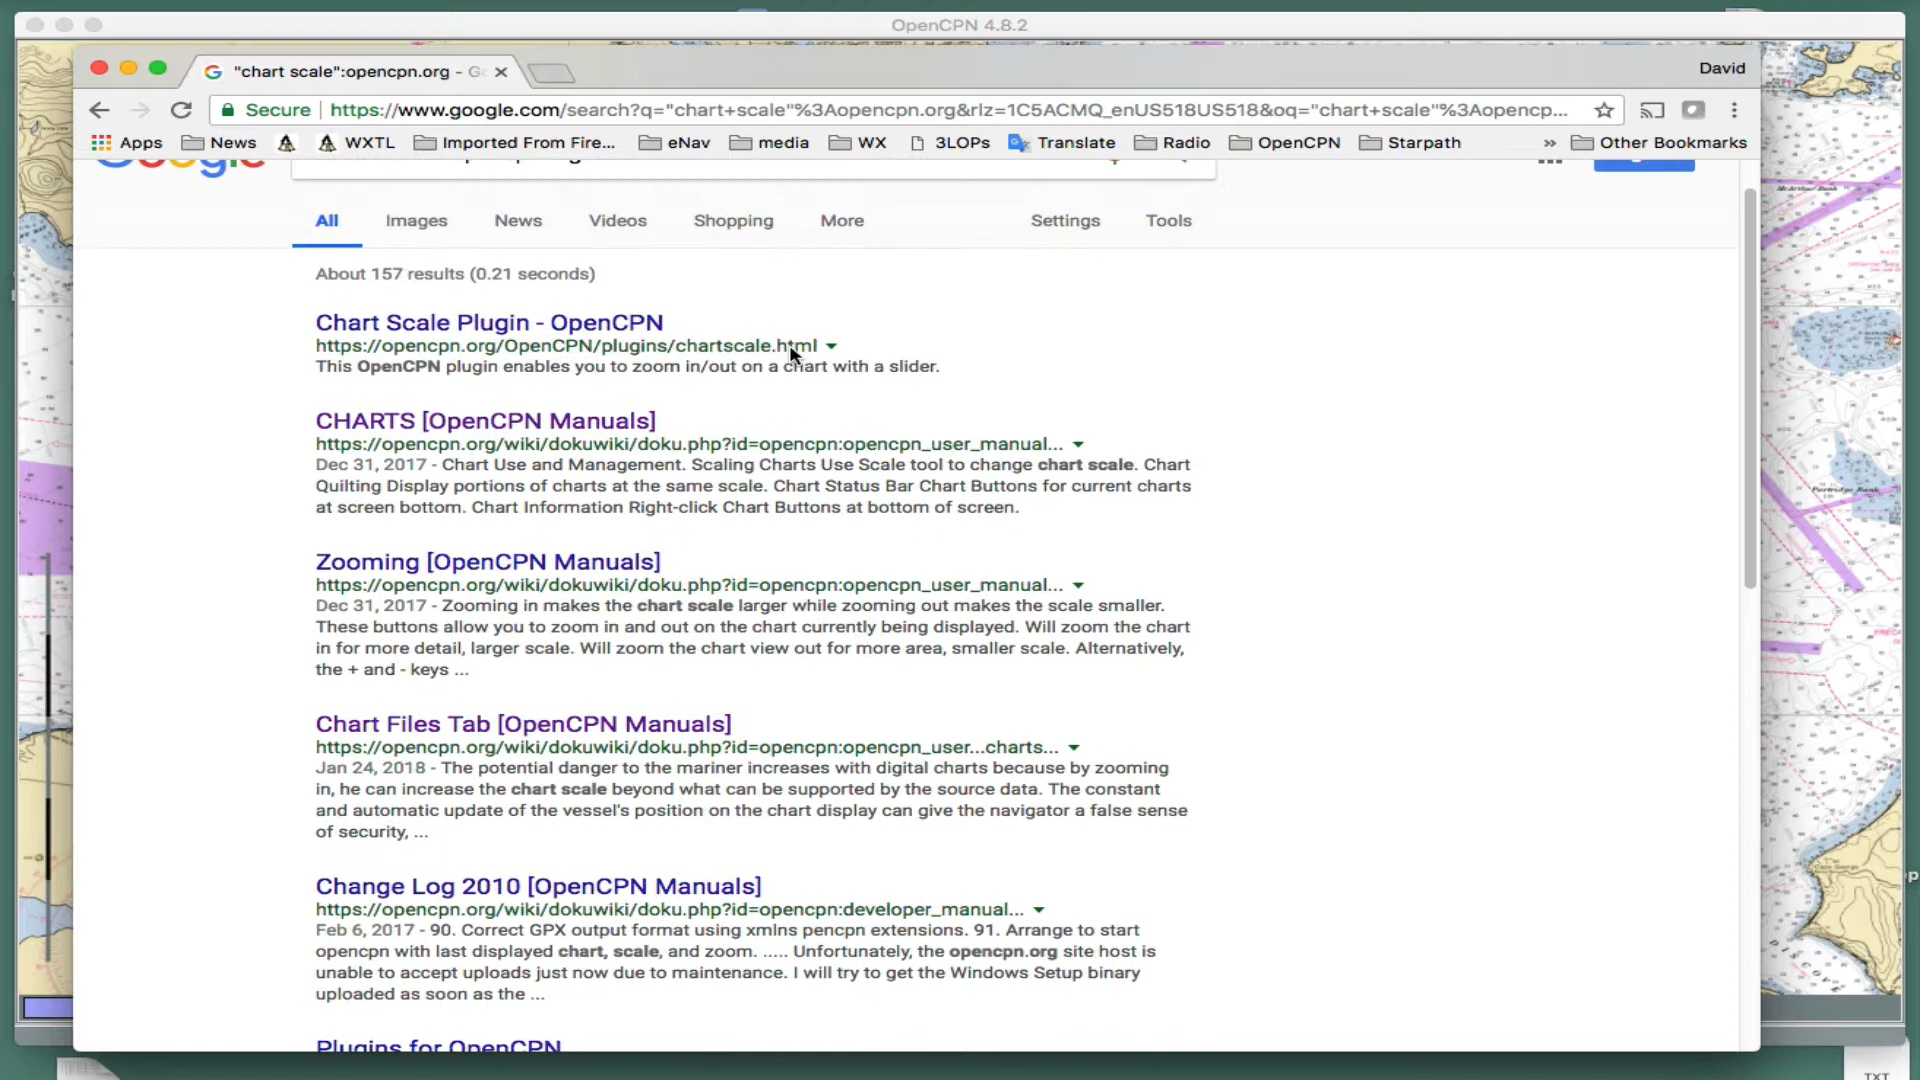 OpenCPN 4.8.2
"chart scale":opencpn.org - Go
David
Secure
https://www.google.com/search?q="chart+scale"%3Aopencpn.org&rlz=1C5ACMQ_enUS518US518&oq="chart+scale"%3Aopencp...
Apps
News
WXTL
Imported From Fire...
eNav
media
WX
3LOPs
Translate
Radio
OpenCPN
Starpath
»
Other Bookmarks
All
Images
News
Videos
Shopping
More
Settings
Tools
About 157 results (0.21 seconds)
Chart Scale Plugin - OpenCPN
https://opencpn.org/OpenCPN/plugins/chartscale.html
This OpenCPN plugin enables you to zoom in/out on a chart with a slider.
CHARTS [OpenCPN Manuals]
https://opencpn.org/wiki/dokuwiki/doku.php?id=opencpn:opencpn_user_manual...
Dec 31, 2017 - Chart Use and Management. Scaling Charts Use Scale tool to change chart scale. Chart
Quilting Display portions of charts at the same scale. Chart Status Bar Chart Buttons for current charts
at screen bottom. Chart Information Right-click Chart Buttons at bottom of screen.
Zooming [OpenCPN Manuals]
https://opencpn.org/wiki/dokuwiki/doku.php?id=opencpn:opencpn_user_manual...
Dec 31, 2017 - Zooming in makes the chart scale larger while zooming out makes the scale smaller.
These buttons allow you to zoom in and out on the chart currently being displayed. Will zoom the chart
in for more detail, larger scale. Will zoom the chart view out for more area, smaller scale. Alternatively,
the + and - keys ...
Chart Files Tab [OpenCPN Manuals]
https://opencpn.org/wiki/dokuwiki/doku.php?id=opencpn:opencpn_user...charts...
Jan 24, 2018 - The potential danger to the mariner increases with digital charts because by zooming
in, he can increase the chart scale beyond what can be supported by the source data. The constant
and automatic update of the vessel's position on the chart display can give the navigator a false sense
of security, ...
Change Log 2010 [OpenCPN Manuals]
https://opencpn.org/wiki/dokuwiki/doku.php?id=opencpn:developer_manual...
Feb 6, 2017 - 90. Correct GPX output format using xmlns pencpn extensions. 91. Arrange to start
opencpn with last displayed chart, scale, and zoom. ..... Unfortunately, the opencpn.org site host is
unable to accept uploads just now due to maintenance. I will try to get the Windows Setup binary
uploaded as soon as the ...
Plugins for OpenCPN
TXT